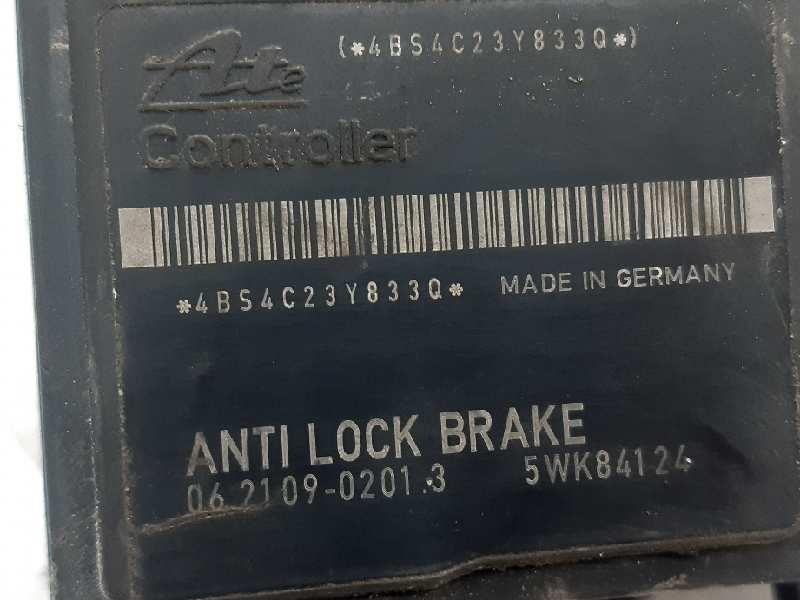 (*4BS4C23Y833Q*)
Ate
Controller
*4BS4C23Y833Q* MADE IN GERMANY
ANTI LOCK BRAKE
06.2109-0201.3 5WK84124